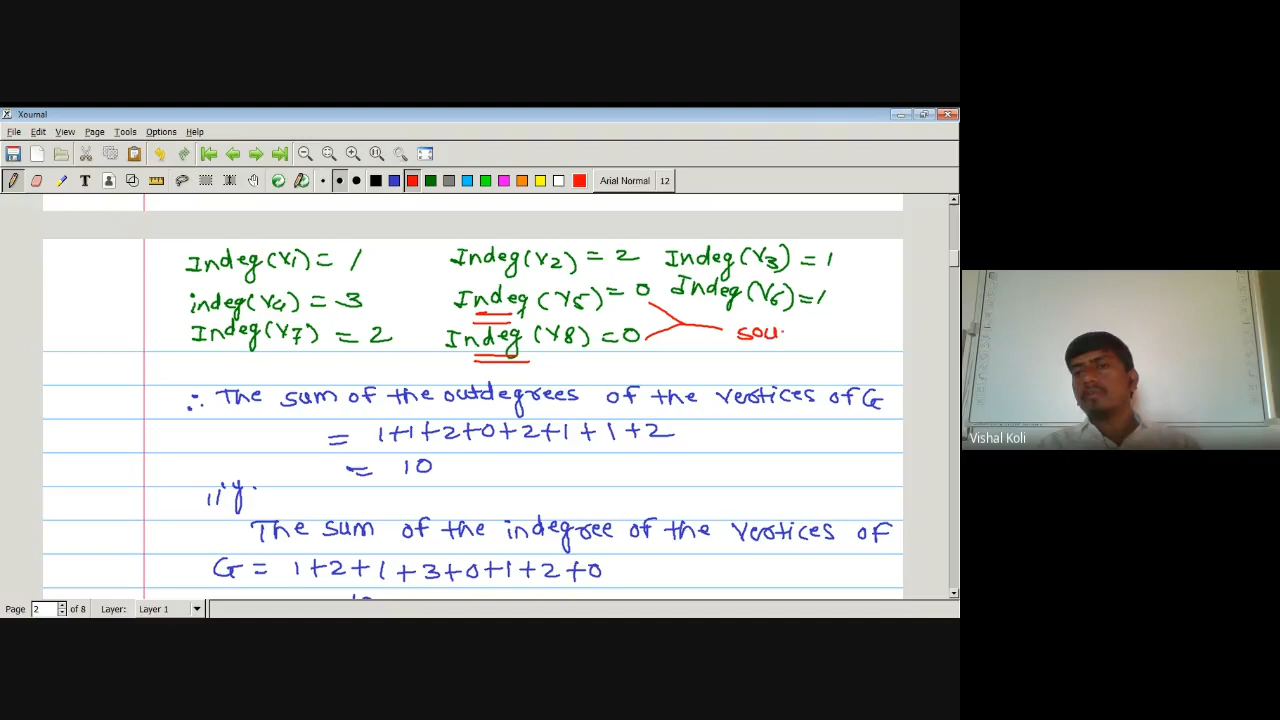 Xournal
File Edit View Page Tools Options Help
Arial Normal 12
Indeg(V1) = 1 Indeg(V2) = 2 Indeg(V3) = 1
indeg(V4) = 3 Indeg(V5) = 0 Indeg(V6) = 1
Indeg(V7) = 2 Indeg(V8) = 0 sou
∴ The sum of the outdegrees of the vertices of G
= 1+1+2+0+2+1+1+2
= 10
lly.
The sum of the indegree of the vertices of
G = 1+2+1+3+0+1+2+0
Page 2 of 8 Layer: Layer 1
Vishal Koli